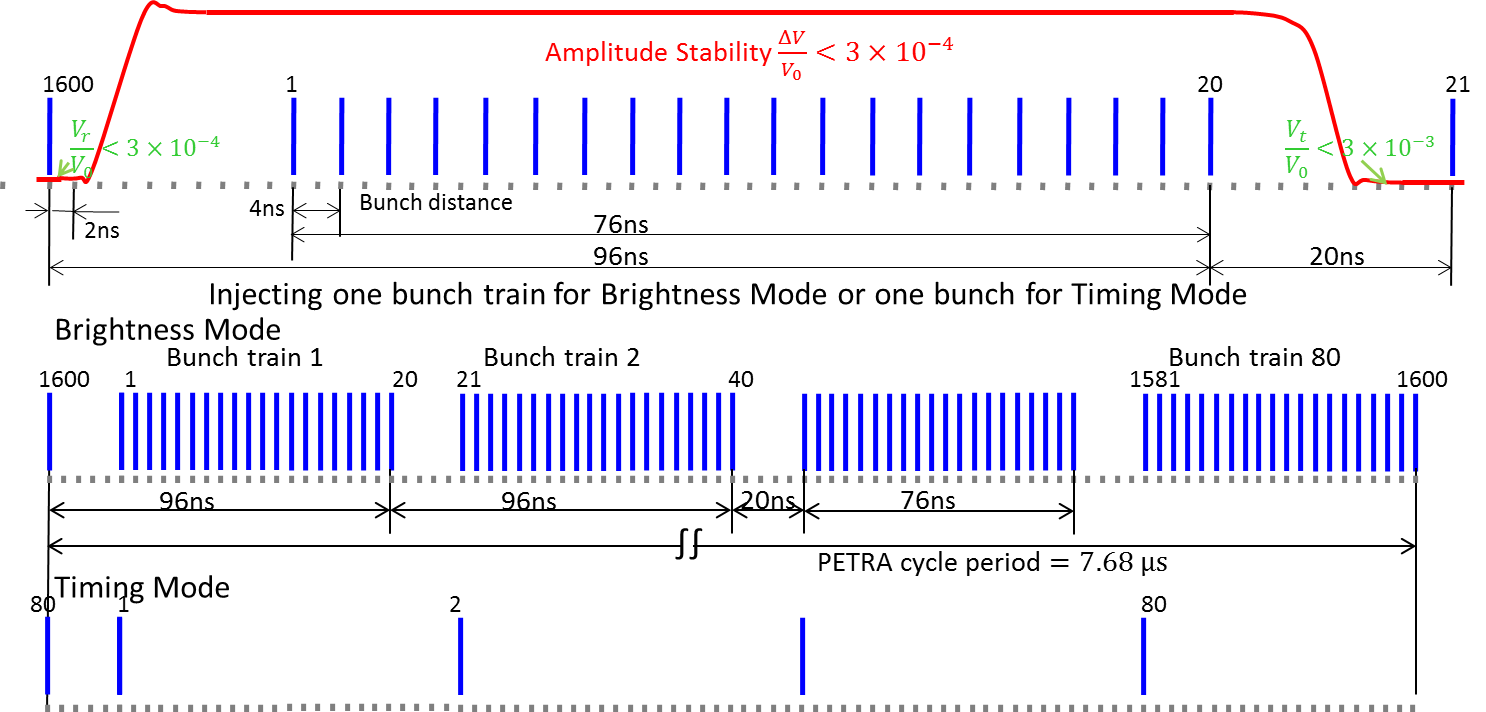 Amplitude Stability ΔV/V₀ < 3 × 10⁻⁴
1600
1
20
21
Vᵣ/V₀ < 3 × 10⁻⁴
Vₜ/V₀ < 3 × 10⁻³
4ns
Bunch distance
2ns
76ns
96ns
20ns
Injecting one bunch train for Brightness Mode or one bunch for Timing Mode
Brightness Mode
Bunch train 1
Bunch train 2
Bunch train 80
1600
1
20
21
40
1581
1600
96ns
96ns
20ns
76ns
∫∫
PETRA cycle period = 7.68 μs
Timing Mode
80
1
2
80